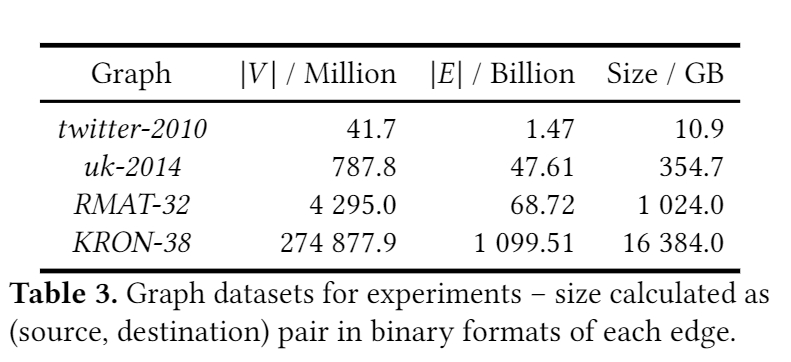 Graph |V| / Million |E| / Billion Size / GB
twitter-2010 41.7 1.47 10.9
uk-2014 787.8 47.61 354.7
RMAT-32 4 295.0 68.72 1 024.0
KRON-38 274 877.9 1 099.51 16 384.0
Table 3. Graph datasets for experiments – size calculated as
(source, destination) pair in binary formats of each edge.